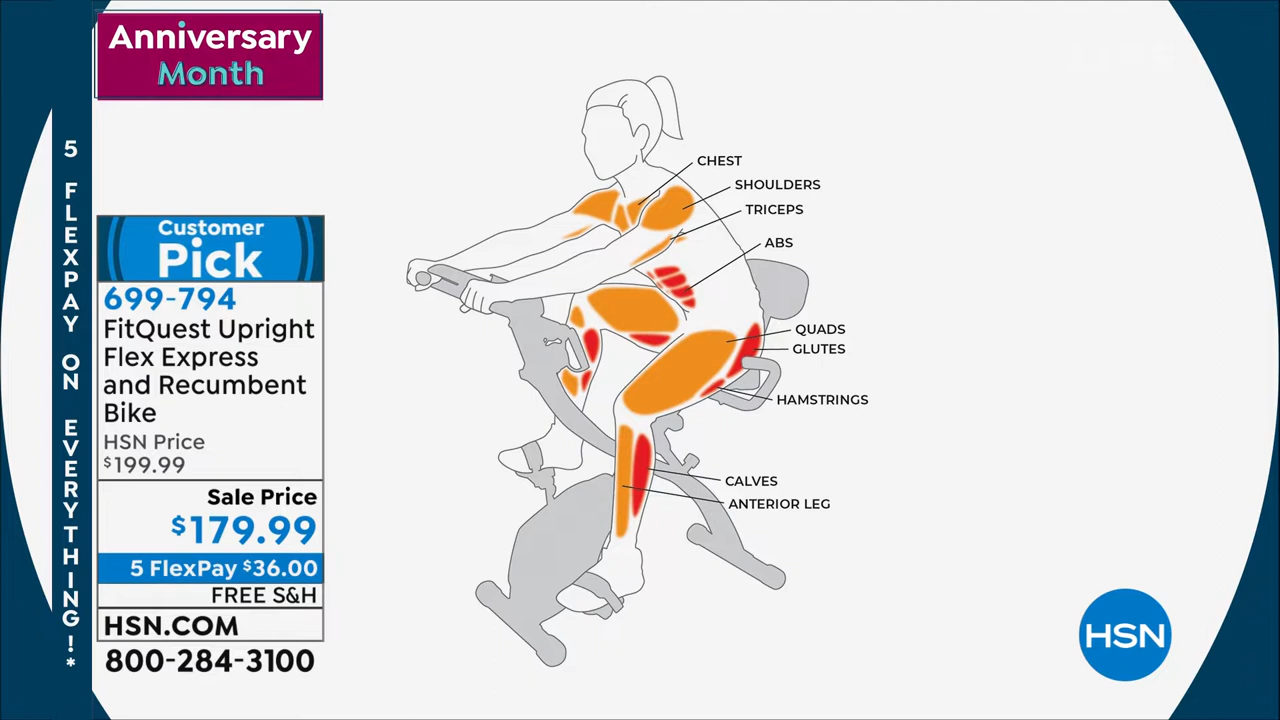 Anniversary
Month
5 FLEXPAY ON EVERYTHING!*
Customer
Pick
699-794
FitQuest Upright
Flex Express
and Recumbent
Bike
HSN Price
$199.99
Sale Price
$179.99
5 FlexPay $36.00
FREE S&H
HSN.COM
800-284-3100
CHEST
SHOULDERS
TRICEPS
ABS
QUADS
GLUTES
HAMSTRINGS
CALVES
ANTERIOR LEG
HSN